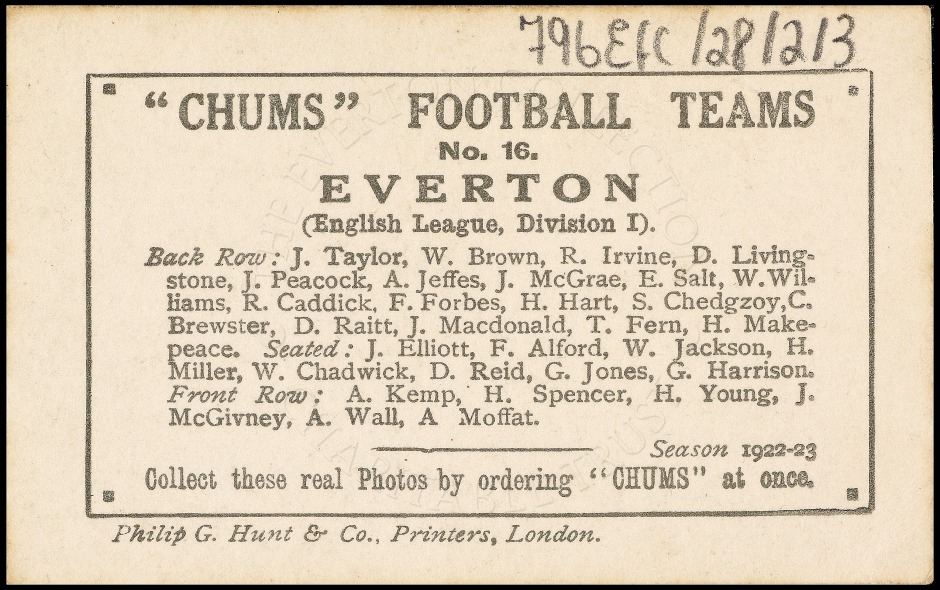 796EFC/28/2/3
"CHUMS" FOOTBALL TEAMS
No. 16.
EVERTON
(English League, Division I).
Back Row: J. Taylor, W. Brown, R. Irvine, D. Living-
stone, J. Peacock, A. Jeffes, J. McGrae, E. Salt, W. Wil-
liams, R. Caddick, F. Forbes, H. Hart, S. Chedgzoy, C.
Brewster, D. Raitt, J. Macdonald, T. Fern, H. Make-
peace. Seated: J. Elliott, F. Alford, W. Jackson, H.
Miller, W. Chadwick, D. Reid, G. Jones, G. Harrison.
Front Row: A. Kemp, H. Spencer, H. Young, J.
McGivney, A. Wall, A Moffat.
Season 1922-23
Collect these real Photos by ordering "CHUMS" at once.
Philip G. Hunt & Co., Printers, London.